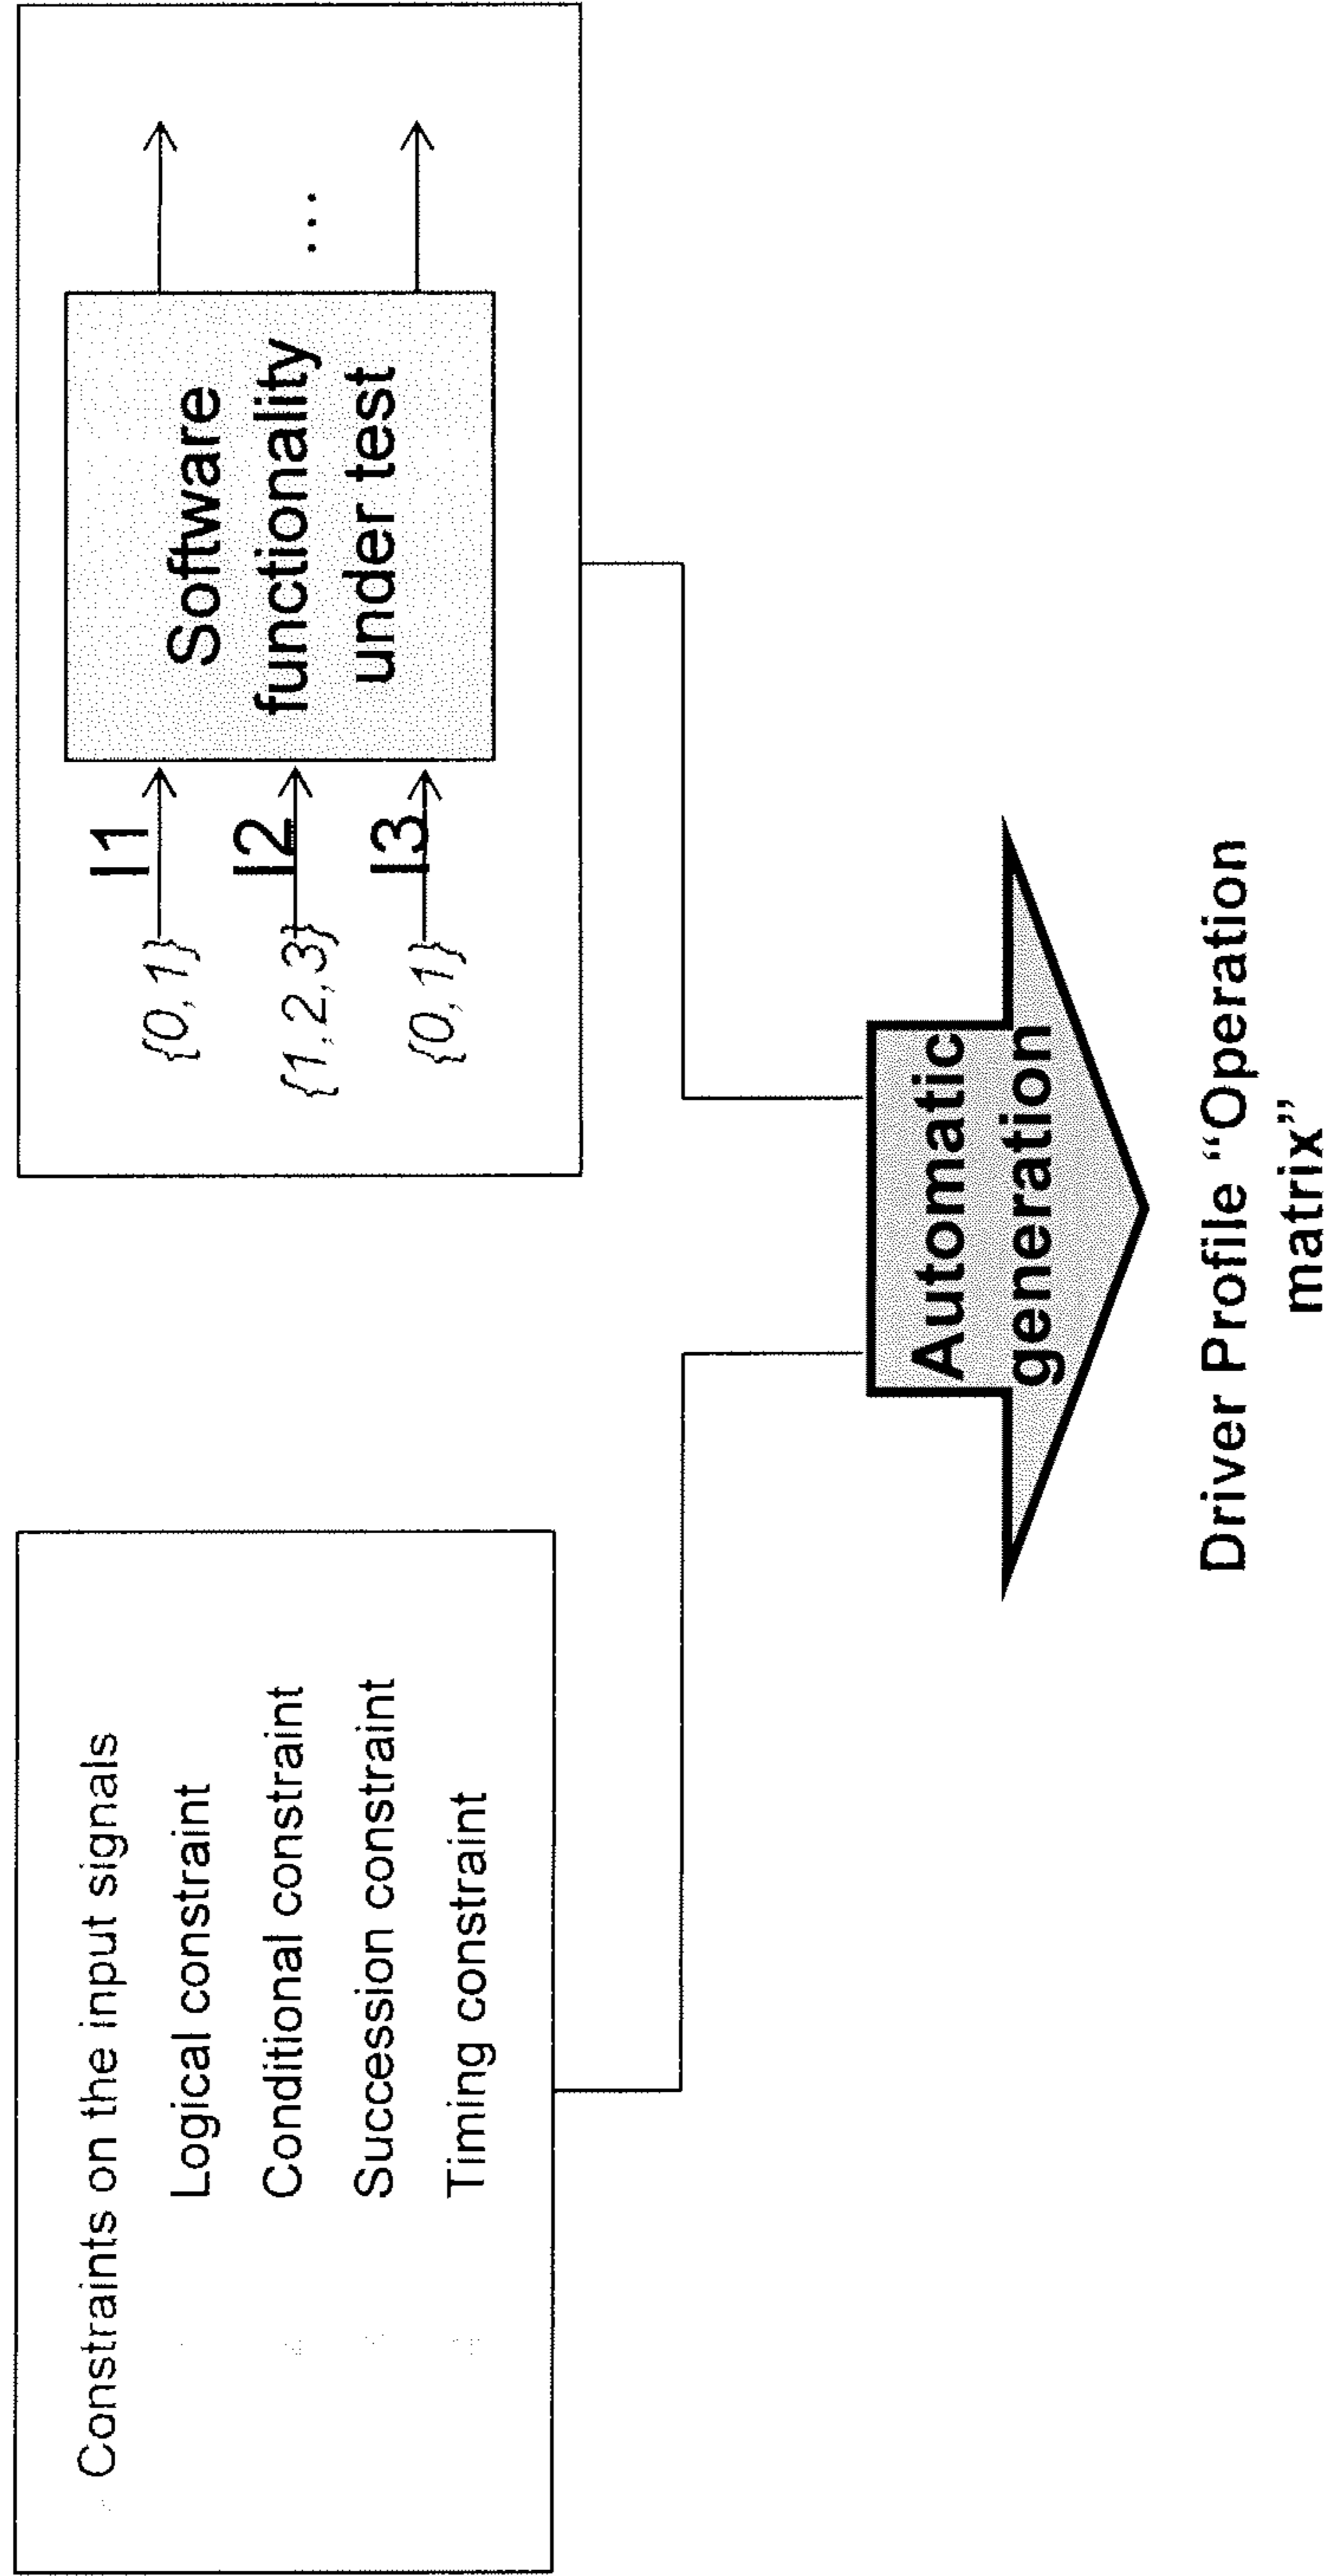 Constraints on the input signals
Logical constraint
Conditional constraint
Succession constraint
Timing constraint
I1
{0, 1}
I2
{1,2,3}
I3
{0, 1}
Software
functionality
under test
...
Automatic
generation
Driver Profile “Operation
matrix”